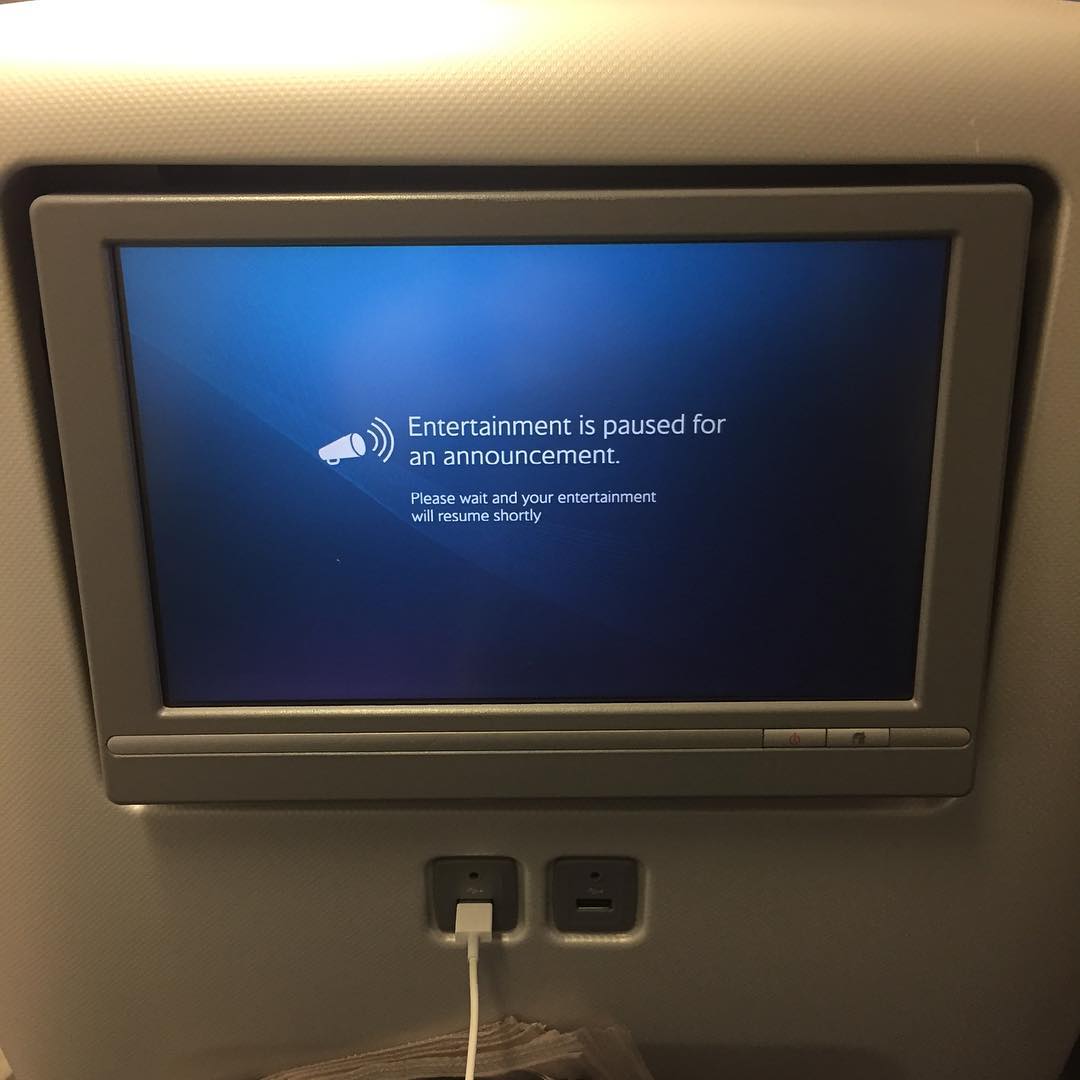 Entertainment is paused for
an announcement.
Please wait and your entertainment
will resume shortly